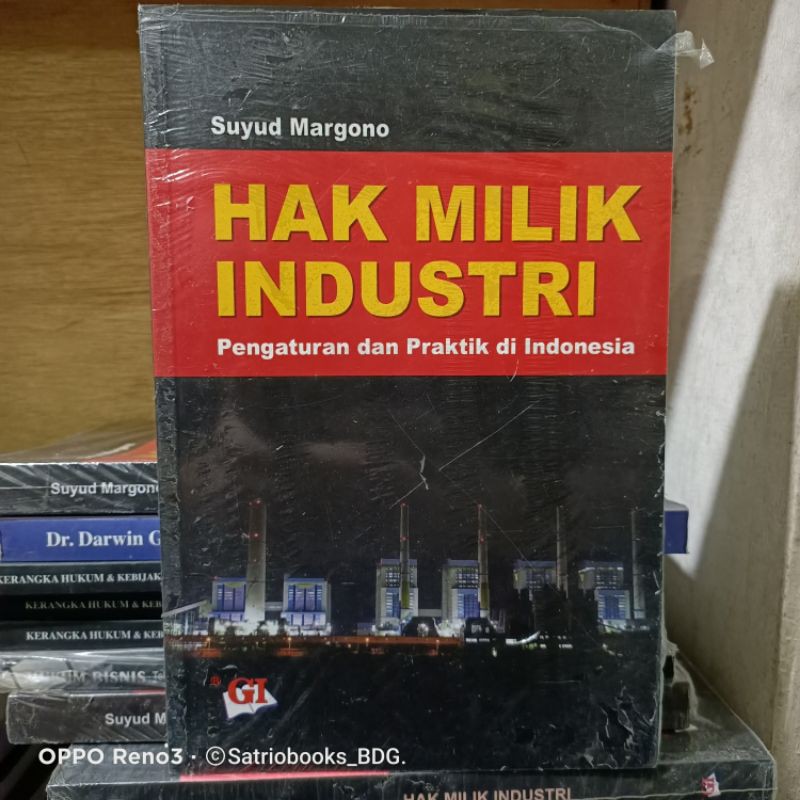 Suyud Margono
HAK MILIK
INDUSTRI
Pengaturan dan Praktik di Indonesia
Suyud Margono
Dr. Darwin G
KERANGKA HUKUM & KEBIJAK
KERANGKA HUKUM & KEB
KERANGKA HUKUM & KEB
BISNIS
Suyud M
® GI
OPPO Reno3 · ©Satriobooks_BDG.
HAK MILIK INDUSTRI